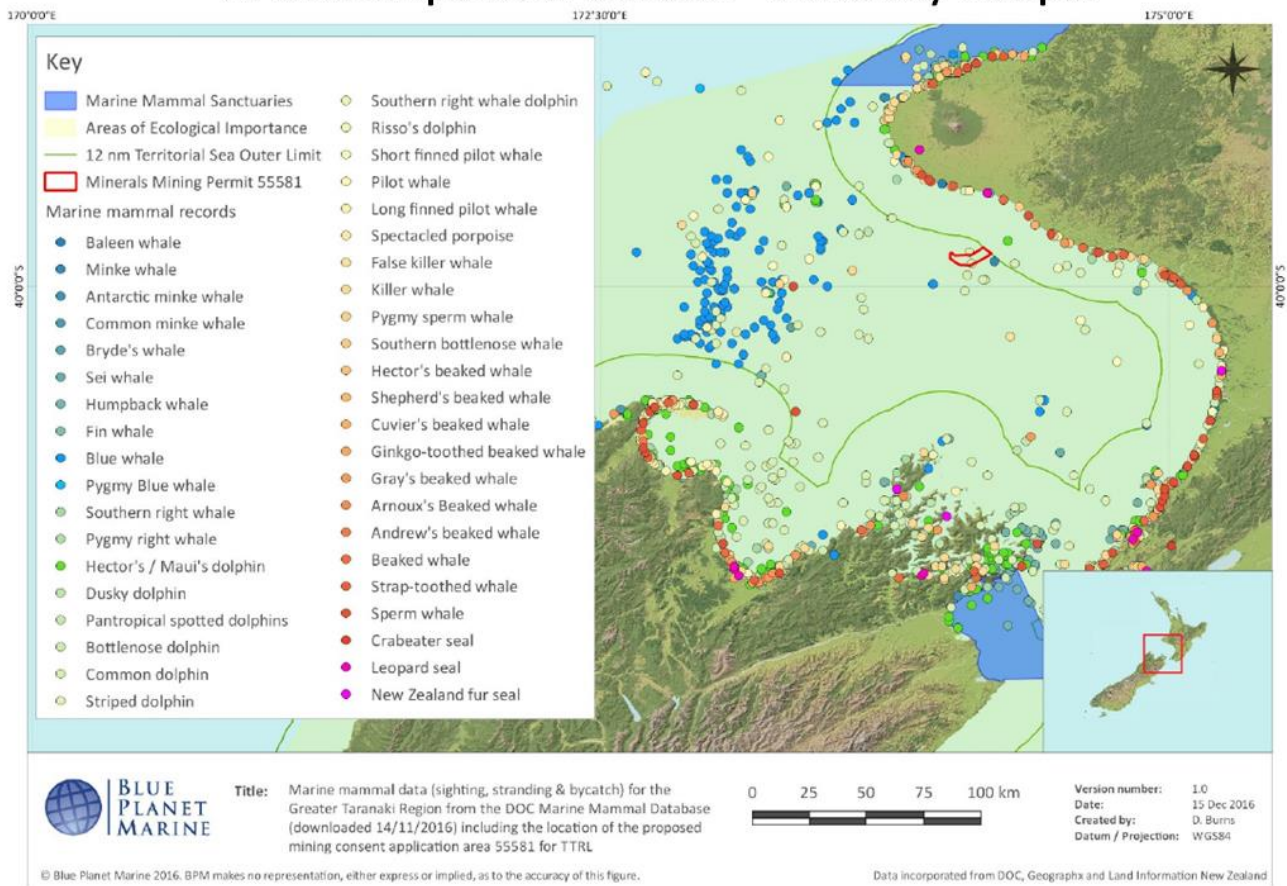 170°0'0"E
172°30'0"E
175°0'0"E
40°0'0"S
40°0'0"S
Key
Marine Mammal Sanctuaries
Areas of Ecological Importance
12 nm Territorial Sea Outer Limit
Minerals Mining Permit 55581
Marine mammal records
Baleen whale
Minke whale
Antarctic minke whale
Common minke whale
Bryde's whale
Sei whale
Humpback whale
Fin whale
Blue whale
Pygmy Blue whale
Southern right whale
Pygmy right whale
Hector's / Maui's dolphin
Dusky dolphin
Pantropical spotted dolphins
Bottlenose dolphin
Common dolphin
Striped dolphin
Southern right whale dolphin
Risso's dolphin
Short finned pilot whale
Pilot whale
Long finned pilot whale
Spectacled porpoise
False killer whale
Killer whale
Pygmy sperm whale
Southern bottlenose whale
Hector's beaked whale
Shepherd's beaked whale
Cuvier's beaked whale
Ginkgo-toothed beaked whale
Gray's beaked whale
Arnoux's Beaked whale
Andrew's beaked whale
Beaked whale
Strap-toothed whale
Sperm whale
Crabeater seal
Leopard seal
New Zealand fur seal
BLUE
PLANET
MARINE
Title: Marine mammal data (sighting, stranding & bycatch) for the
Greater Taranaki Region from the DOC Marine Mammal Database
(downloaded 14/11/2016) including the location of the proposed
mining consent application area 55581 for TTRL
0 25 50 75 100 km
Version number: 1.0
Date: 15 Dec 2016
Created by: D. Burns
Datum / Projection: WGS84
© Blue Planet Marine 2016. BPM makes no representation, either express or implied, as to the accuracy of this figure.
Data incorporated from DOC, Geographx and Land Information New Zealand